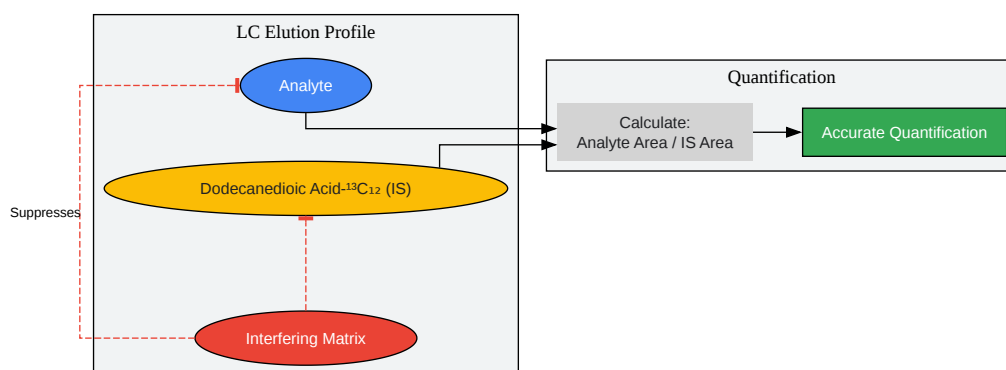 LC Elution Profile
Analyte
Dodecanedioic Acid-¹³C₁₂ (IS)
Suppresses
Interfering Matrix
Quantification
Calculate:
Analyte Area / IS Area
Accurate Quantification